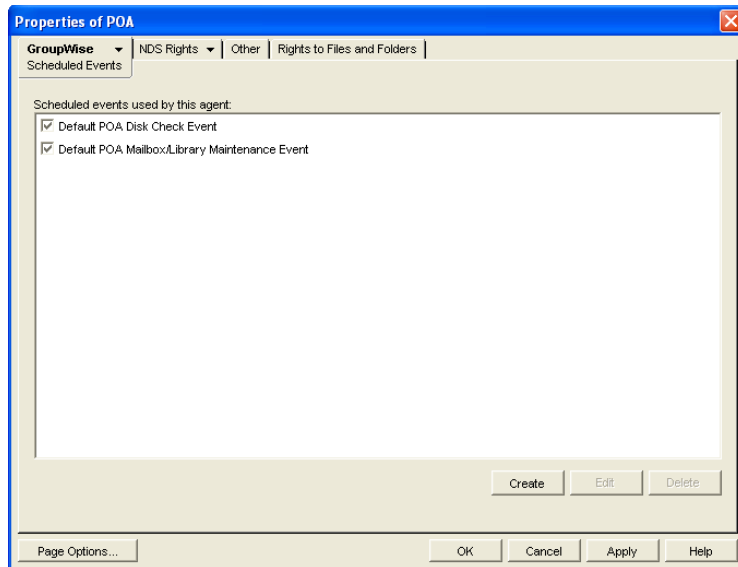 Properties of POA
GroupWise NDS Rights Other Rights to Files and Folders
Scheduled Events
Scheduled events used by this agent:
Default POA Disk Check Event
Default POA Mailbox/Library Maintenance Event
Create Edit Delete
Page Options... OK Cancel Apply Help